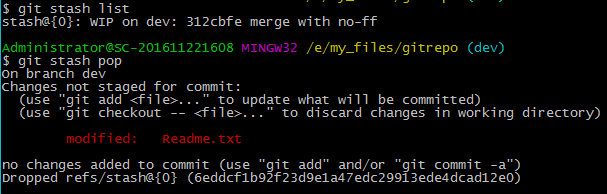 $ git stash list
stash@{0}: WIP on dev: 312cbfe merge with no-ff
Administrator@SC-201611221608 MINGW32 /e/my_files/gitrepo (dev)
$ git stash pop
On branch dev
Changes not staged for commit:
  (use "git add <file>..." to update what will be committed)
  (use "git checkout -- <file>..." to discard changes in working directory)
        modified:   Readme.txt
no changes added to commit (use "git add" and/or "git commit -a")
Dropped refs/stash@{0} (6eddcf1b92f23d9e1a47edc29913ede4dcad12e0)